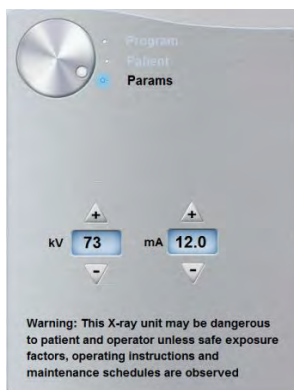 Program
Patient
Params
+ +
kV 73 mA 12.0
- -
Warning: This X-ray unit may be dangerous
to patient and operator unless safe exposure
factors, operating instructions and
maintenance schedules are observed